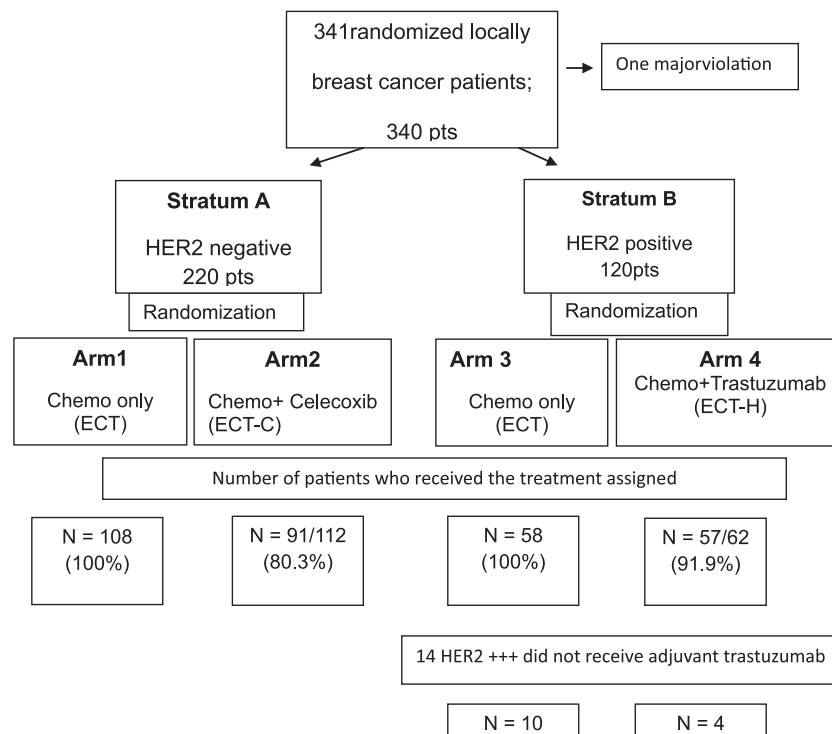 341randomized locally
breast cancer patients;
340 pts
One majorviolation
Stratum A
HER2 negative
220 pts
Stratum B
HER2 positive
120pts
Randomization
Randomization
Arm1
Chemo only
(ECT)
Arm2
Chemo+ Celecoxib
(ECT-C)
Arm 3
Chemo only
(ECT)
Arm 4
Chemo+Trastuzumab
(ECT-H)
Number of patients who received the treatment assigned
N = 108
(100%)
N = 91/112
(80.3%)
N = 58
(100%)
N = 57/62
(91.9%)
14 HER2 +++ did not receive adjuvant trastuzumab
N = 10
N = 4